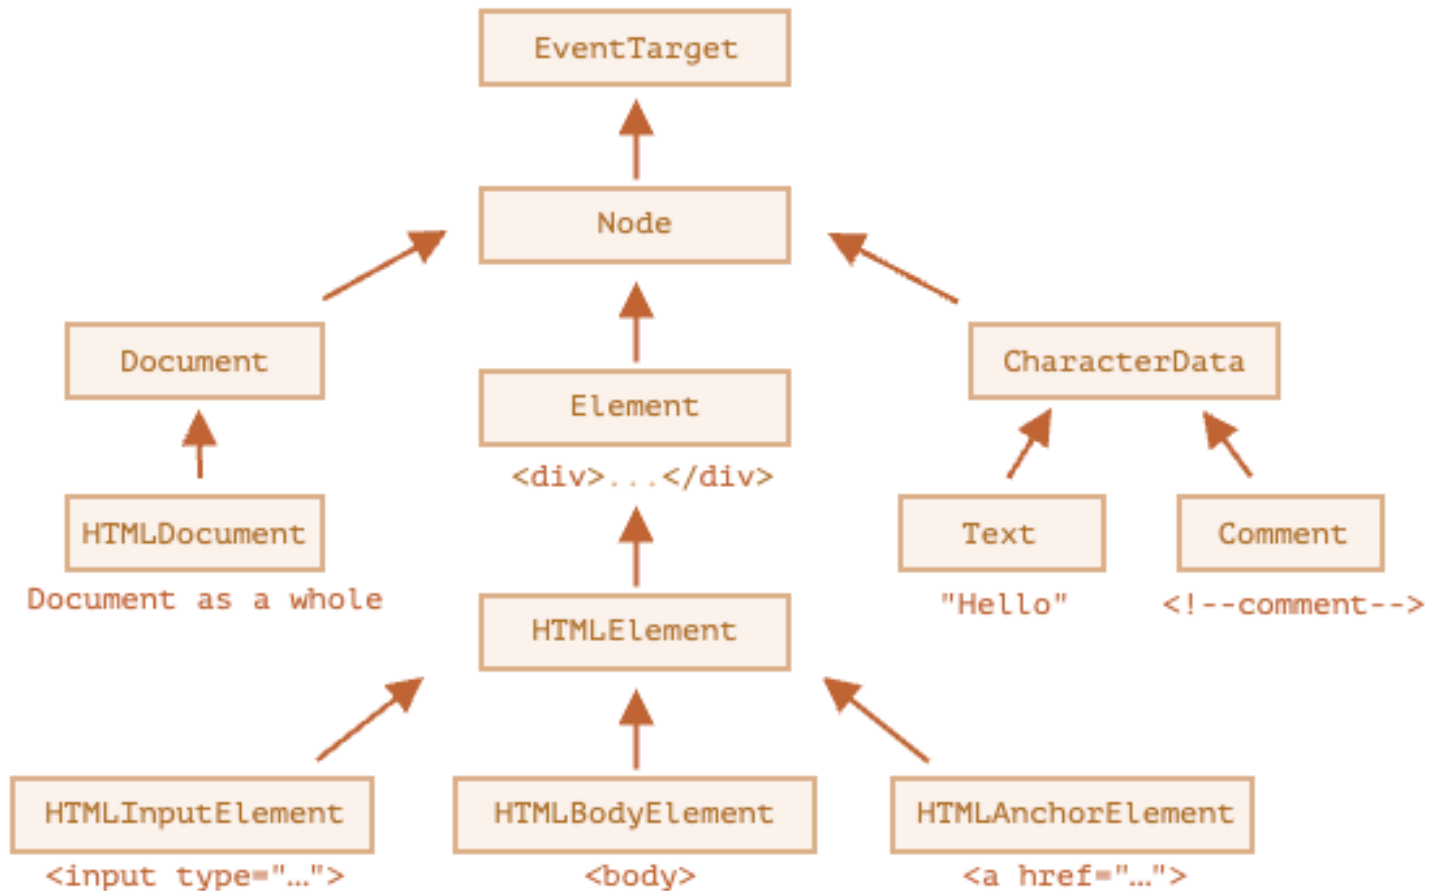 EventTarget
Node
Document
Element
CharacterData
<div>...</div>
HTMLDocument
Text
Comment
Document as a whole
"Hello"
<!--comment-->
HTMLElement
HTMLInputElement
HTMLBodyElement
HTMLAnchorElement
<input type="…">
<body>
<a href="…">